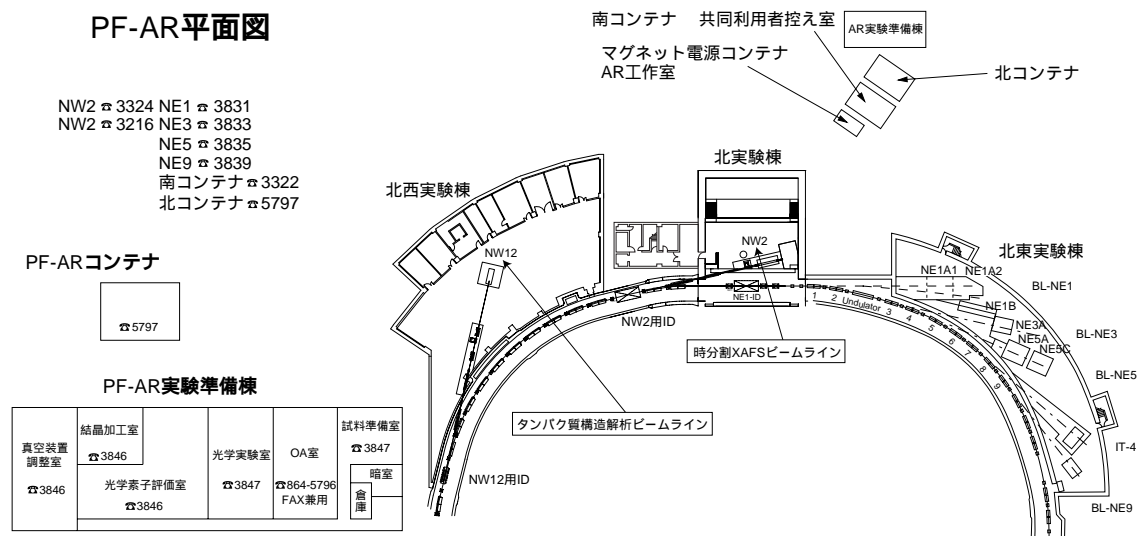 PF-AR平面図
南コンテナ 共同利用者控え室
AR実験準備棟
マグネット電源コンテナ
AR工作室
北コンテナ
NW2 ☎ 3324 NE1 ☎ 3831
NW2 ☎ 3216 NE3 ☎ 3833
NE5 ☎ 3835
NE9 ☎ 3839
南コンテナ ☎ 3322
北コンテナ ☎ 5797
北西実験棟
北実験棟
北東実験棟
NW12
NW2
NE1A1
NE1A2
BL-NE1
NE1B
NE3A
BL-NE3
NE5A
NE5C
BL-NE5
IT-4
BL-NE9
NE1-ID
NW2用ID
1 2 Undulator 3 4 5 6 7 8 9
時分割XAFSビームライン
タンパク質構造解析ビームライン
NW12用ID
PF-ARコンテナ
☎5797
PF-AR実験準備棟
真空装置
調整室
☎3846
結晶加工室
☎3846
光学素子評価室
☎3846
光学実験室
☎3847
OA室
☎864-5796
FAX兼用
試料準備室
☎3847
暗室
倉
庫